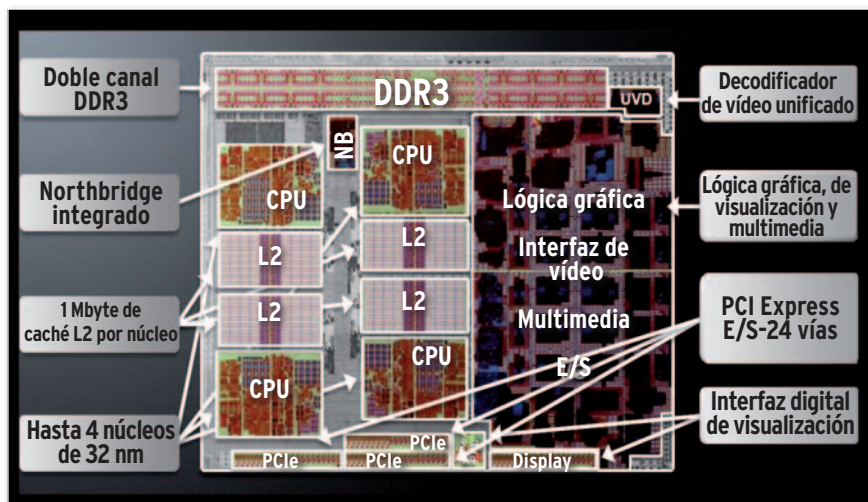 Doble canal
DDR3
Northbridge
integrado
1 Mbyte de
caché L2 por núcleo
Hasta 4 núcleos
de 32 nm
DDR3
UVD
NB
CPU
CPU
L2
L2
L2
L2
CPU
CPU
Lógica gráfica
Interfaz de
vídeo
Multimedia
E/S
PCIe
PCIe
PCIe
Display
Decodificador
de vídeo unificado
Lógica gráfica, de
visualización y
multimedia
PCI Express
E/S-24 vías
Interfaz digital
de visualización